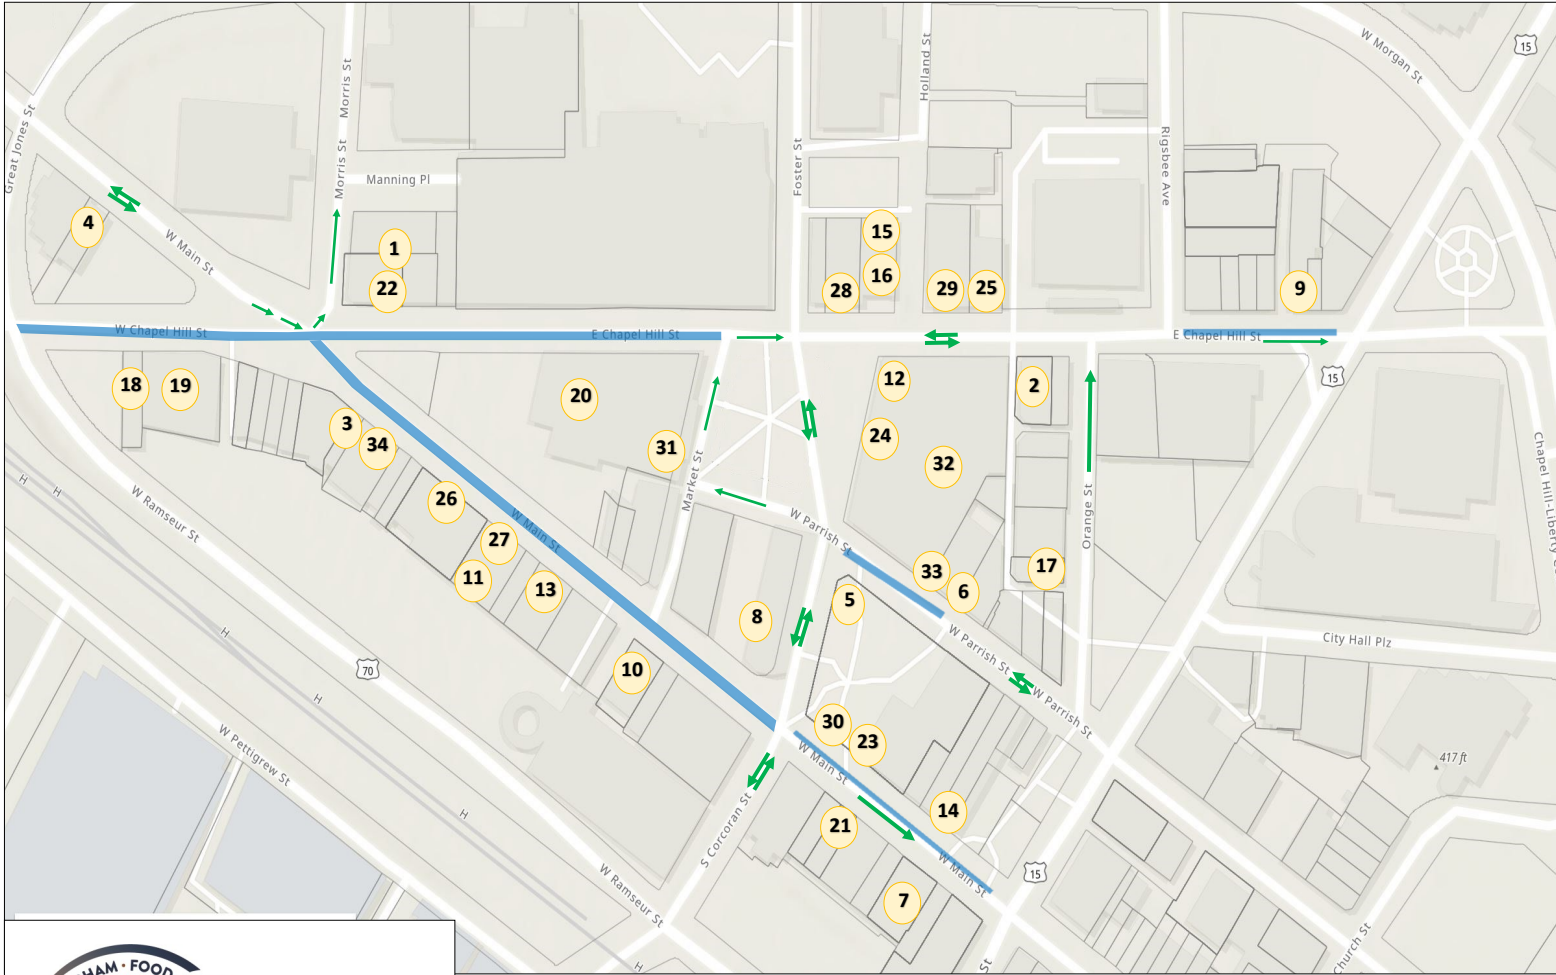 15
W Morgan St
Holland St
Morris St
Great Jones St
Foster St
Morris St
Rigsbee Ave
Manning Pl
4
W Main St
1
15
16
22
28
29
25
9
W Chapel Hill St
E Chapel Hill St
E Chapel Hill St
15
18
19
20
12
2
3
34
24
31
32
Chapel Hill-Liberty
Market St
Orange St
H
H
W Ramseur St
26
W Main St
W Parrish St
27
11
13
33
6
17
5
8
H
W Parrish St
City Hall Plz
70
10
H
W Parrish St
W Pettigrew St
30
23
W Main St
417 ft
H
S Corcoran St
21
14
W Main St
15
W Ramseur St
7
Church St
St
H
HAM · FOOD